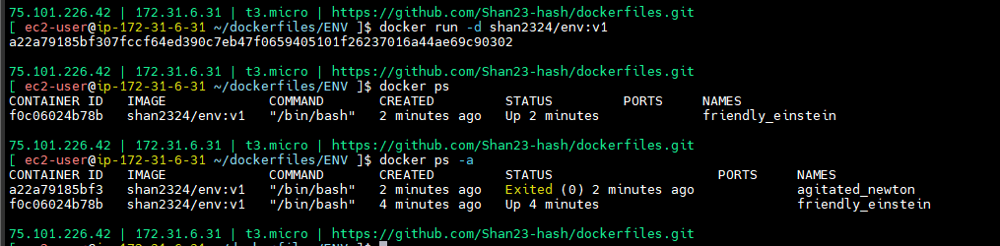 75.101.226.42 | 172.31.6.31 | t3.micro | https://github.com/Shan23-hash/dockerfiles.git
[ ec2-user@ip-172-31-6-31 ~/dockerfiles/ENV ]$ docker run -d shan2324/env:v1
a22a79185bf307fccf64ed390c7eb47f0659405101f26237016a44ae69c90302
75.101.226.42 | 172.31.6.31 | t3.micro | https://github.com/Shan23-hash/dockerfiles.git
[ ec2-user@ip-172-31-6-31 ~/dockerfiles/ENV ]$ docker ps
CONTAINER ID   IMAGE             COMMAND       CREATED         STATUS         PORTS     NAMES
f0c06024b78b   shan2324/env:v1   "/bin/bash"   2 minutes ago   Up 2 minutes             friendly_einstein
75.101.226.42 | 172.31.6.31 | t3.micro | https://github.com/Shan23-hash/dockerfiles.git
[ ec2-user@ip-172-31-6-31 ~/dockerfiles/ENV ]$ docker ps -a
CONTAINER ID   IMAGE             COMMAND       CREATED         STATUS                     PORTS     NAMES
a22a79185bf3   shan2324/env:v1   "/bin/bash"   2 minutes ago   Exited (0) 2 minutes ago             agitated_newton
f0c06024b78b   shan2324/env:v1   "/bin/bash"   4 minutes ago   Up 4 minutes                         friendly_einstein
75.101.226.42 | 172.31.6.31 | t3.micro | https://github.com/Shan23-hash/dockerfiles.git
[ ec2-user@ip-172-31-6-31 ~/dockerfiles/ENV ]$